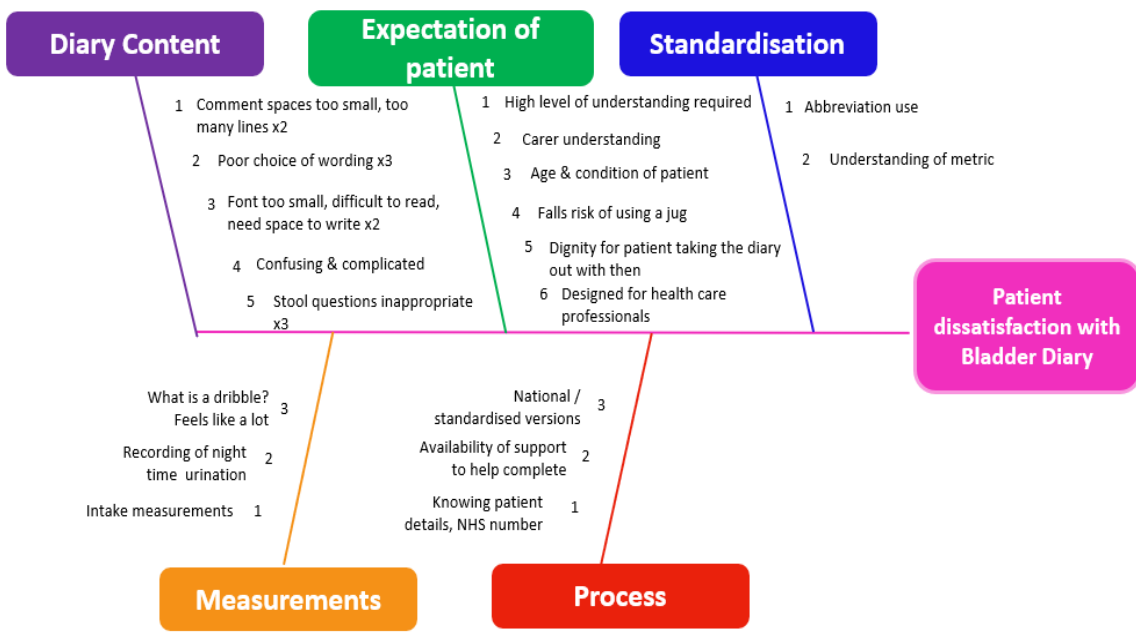 Diary Content
Expectation of
patient
Standardisation
1 Comment spaces too small, too
many lines x2
2 Poor choice of wording x3
3 Font too small, difficult to read,
need space to write x2
4 Confusing & complicated
5 Stool questions inappropriate
x3
1 High level of understanding required
2 Carer understanding
3 Age & condition of patient
4 Falls risk of using a jug
5 Dignity for patient taking the diary
out with then
6 Designed for health care
professionals
1 Abbreviation use
2 Understanding of metric
Patient
dissatisfaction with
Bladder Diary
What is a dribble?
Feels like a lot 3
Recording of night
time urination 2
Intake measurements 1
National /
standardised versions 3
Availability of support
to help complete 2
Knowing patient
details, NHS number 1
Measurements
Process